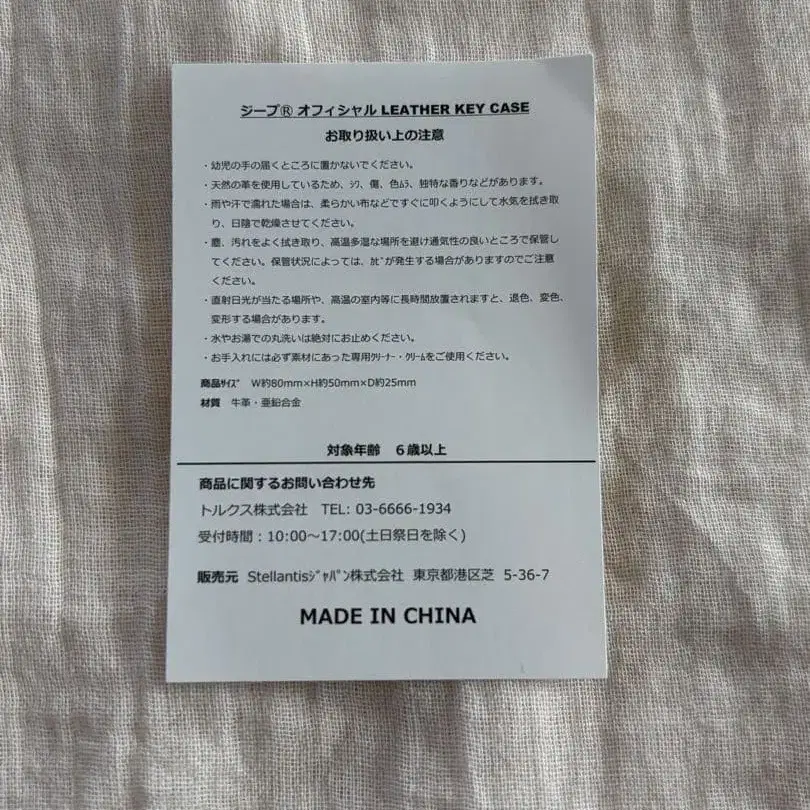 ジープ® オフィシャル LEATHER KEY CASE
お取り扱い上の注意
・幼児の手の届くところに置かないでください。
・天然の革を使用しているため、ｼﾜ、傷、色ﾑﾗ、独特な香りなどがあります。
・雨や汗で濡れた場合は、柔らかい布などですぐに叩くようにして水気を拭き取
り、日陰で乾燥させてください。
・塵、汚れをよく拭き取り、高温多湿な場所を避け通気性の良いところで保管し
てください。保管状況によっては、ｶﾋﾞが発生する場合がありますのでご注意
ください。
・直射日光が当たる場所や、高温の室内等に長時間放置されますと、退色、変色、
変形する場合があります。
・水やお湯での丸洗いは絶対にお止めください。
・お手入れには必ず素材にあった専用ｸﾘｰﾅｰ・ｸﾘｰﾑをご使用ください。
商品ｻｲｽﾞ W約80mm×H約50mm×D約25mm
材質 牛革・亜鉛合金
対象年齢 ６歳以上
商品に関するお問い合わせ先
トルクス株式会社 TEL: 03-6666-1934
受付時間：10:00～17:00(土日祭日を除く)
販売元 Stellantisｼﾞｬﾊﾟﾝ株式会社 東京都港区芝 5-36-7
MADE IN CHINA